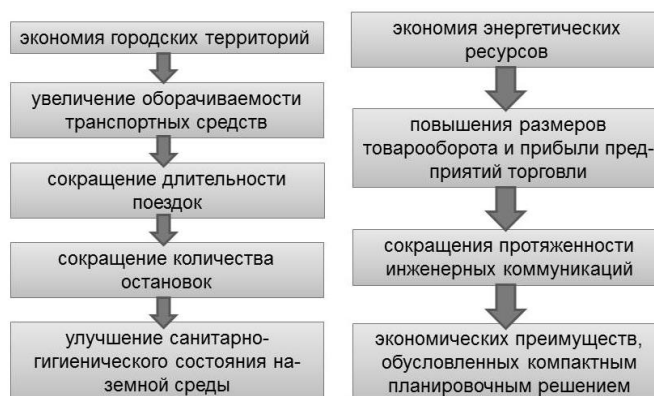 экономия городских территорий
увеличение оборачиваемости
транспортных средств
сокращение длительности
поездок
сокращение количества
остановок
улучшение санитарно-
гигиенического состояния на-
земной среды
экономия энергетических
ресурсов
повышения размеров
товарооборота и прибыли пред-
приятий торговли
сокращения протяженности
инженерных коммуникаций
экономических преимуществ,
обусловленных компактным
планировочным решением